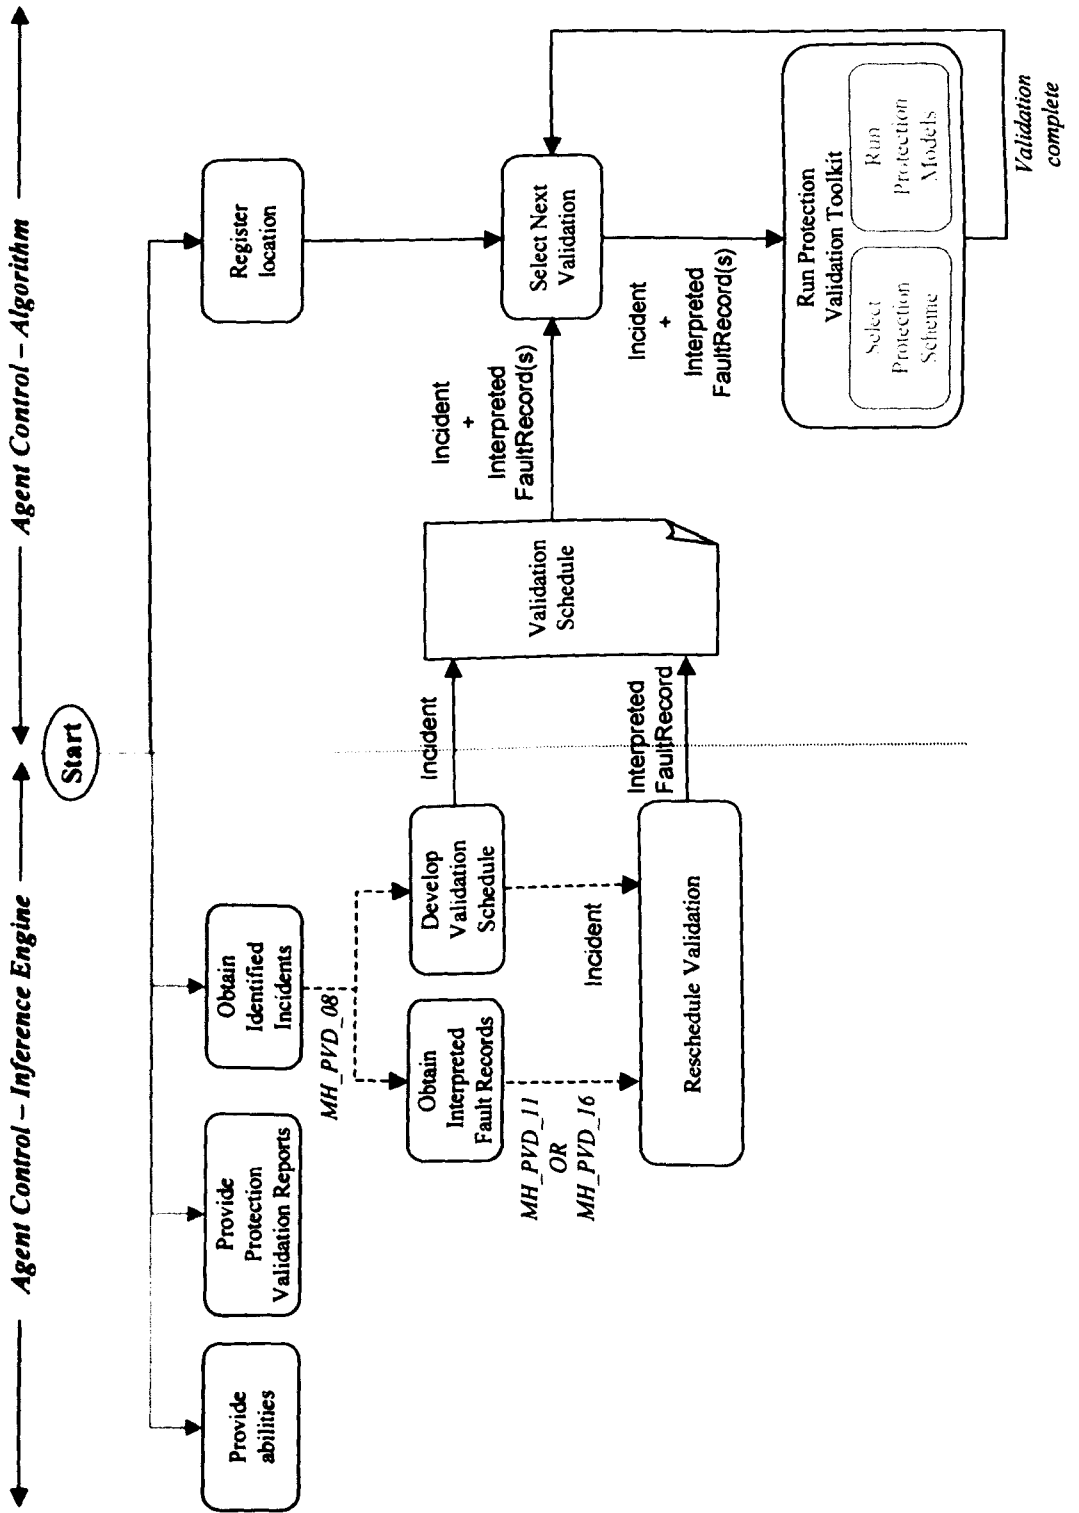 Agent Control – Inference Engine
Agent Control – Algorithm
Start
Provide
abilities
Provide
Protection
Validation Reports
Obtain
Identified
Incidents
Register
location
MH_PVD_08
Obtain
Interpreted
Fault Records
Develop
Validation
Schedule
Incident
Validation
Schedule
Incident
+
Interpreted
FaultRecord(s)
Select Next
Validation
MH_PVD_11
OR
MH_PVD_16
Incident
Interpreted
FaultRecord
Reschedule Validation
Incident
+
Interpreted
FaultRecord(s)
Run Protection
Validation Toolkit
Select
Protection
Scheme
Run
Protection
Models
Validation
complete